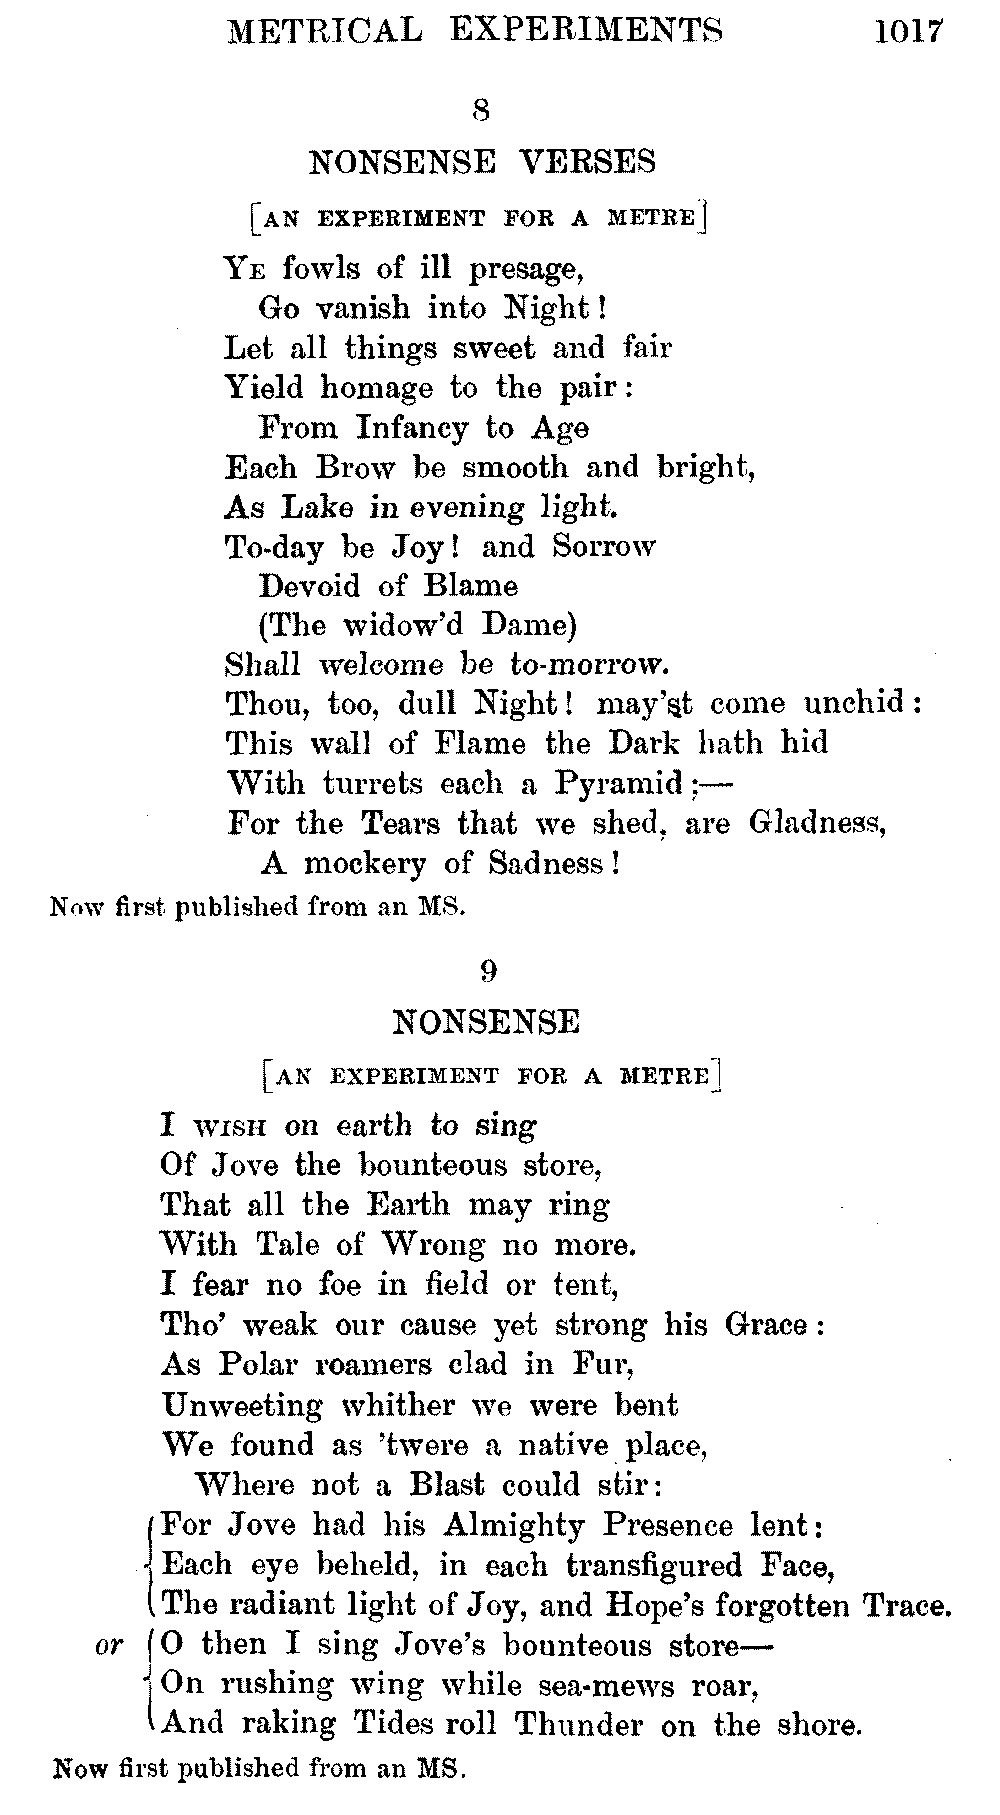 METRICAL EXPERIMENTS 1017
8
NONSENSE VERSES
[AN EXPERIMENT FOR A METRE]
YE fowls of ill presage,
Go vanish into Night!
Let all things sweet and fair
Yield homage to the pair:
From Infancy to Age
Each Brow be smooth and bright,
As Lake in evening light.
To-day be Joy! and Sorrow
Devoid of Blame
(The widow'd Dame)
Shall welcome be to-morrow.
Thou, too, dull Night! may'st come unchid:
This wall of Flame the Dark hath hid
With turrets each a Pyramid;—
For the Tears that we shed, are Gladness,
A mockery of Sadness!
Now first published from an MS.
9
NONSENSE
[AN EXPERIMENT FOR A METRE]
I WISH on earth to sing
Of Jove the bounteous store,
That all the Earth may ring
With Tale of Wrong no more.
I fear no foe in field or tent,
Tho' weak our cause yet strong his Grace:
As Polar roamers clad in Fur,
Unweeting whither we were bent
We found as 'twere a native place,
Where not a Blast could stir:
For Jove had his Almighty Presence lent:
Each eye beheld, in each transfigured Face,
The radiant light of Joy, and Hope's forgotten Trace.
or O then I sing Jove's bounteous store—
On rushing wing while sea-mews roar,
And raking Tides roll Thunder on the shore.
Now first published from an MS.